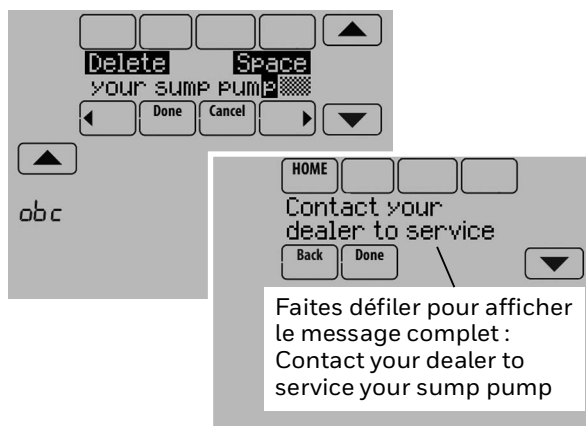 Delete Space
your sump pump
Done Cancel
abc
HOME
Contact your
dealer to service
Back Done
Faites défiler pour afficher
le message complet :
Contact your dealer to
service your sump pump